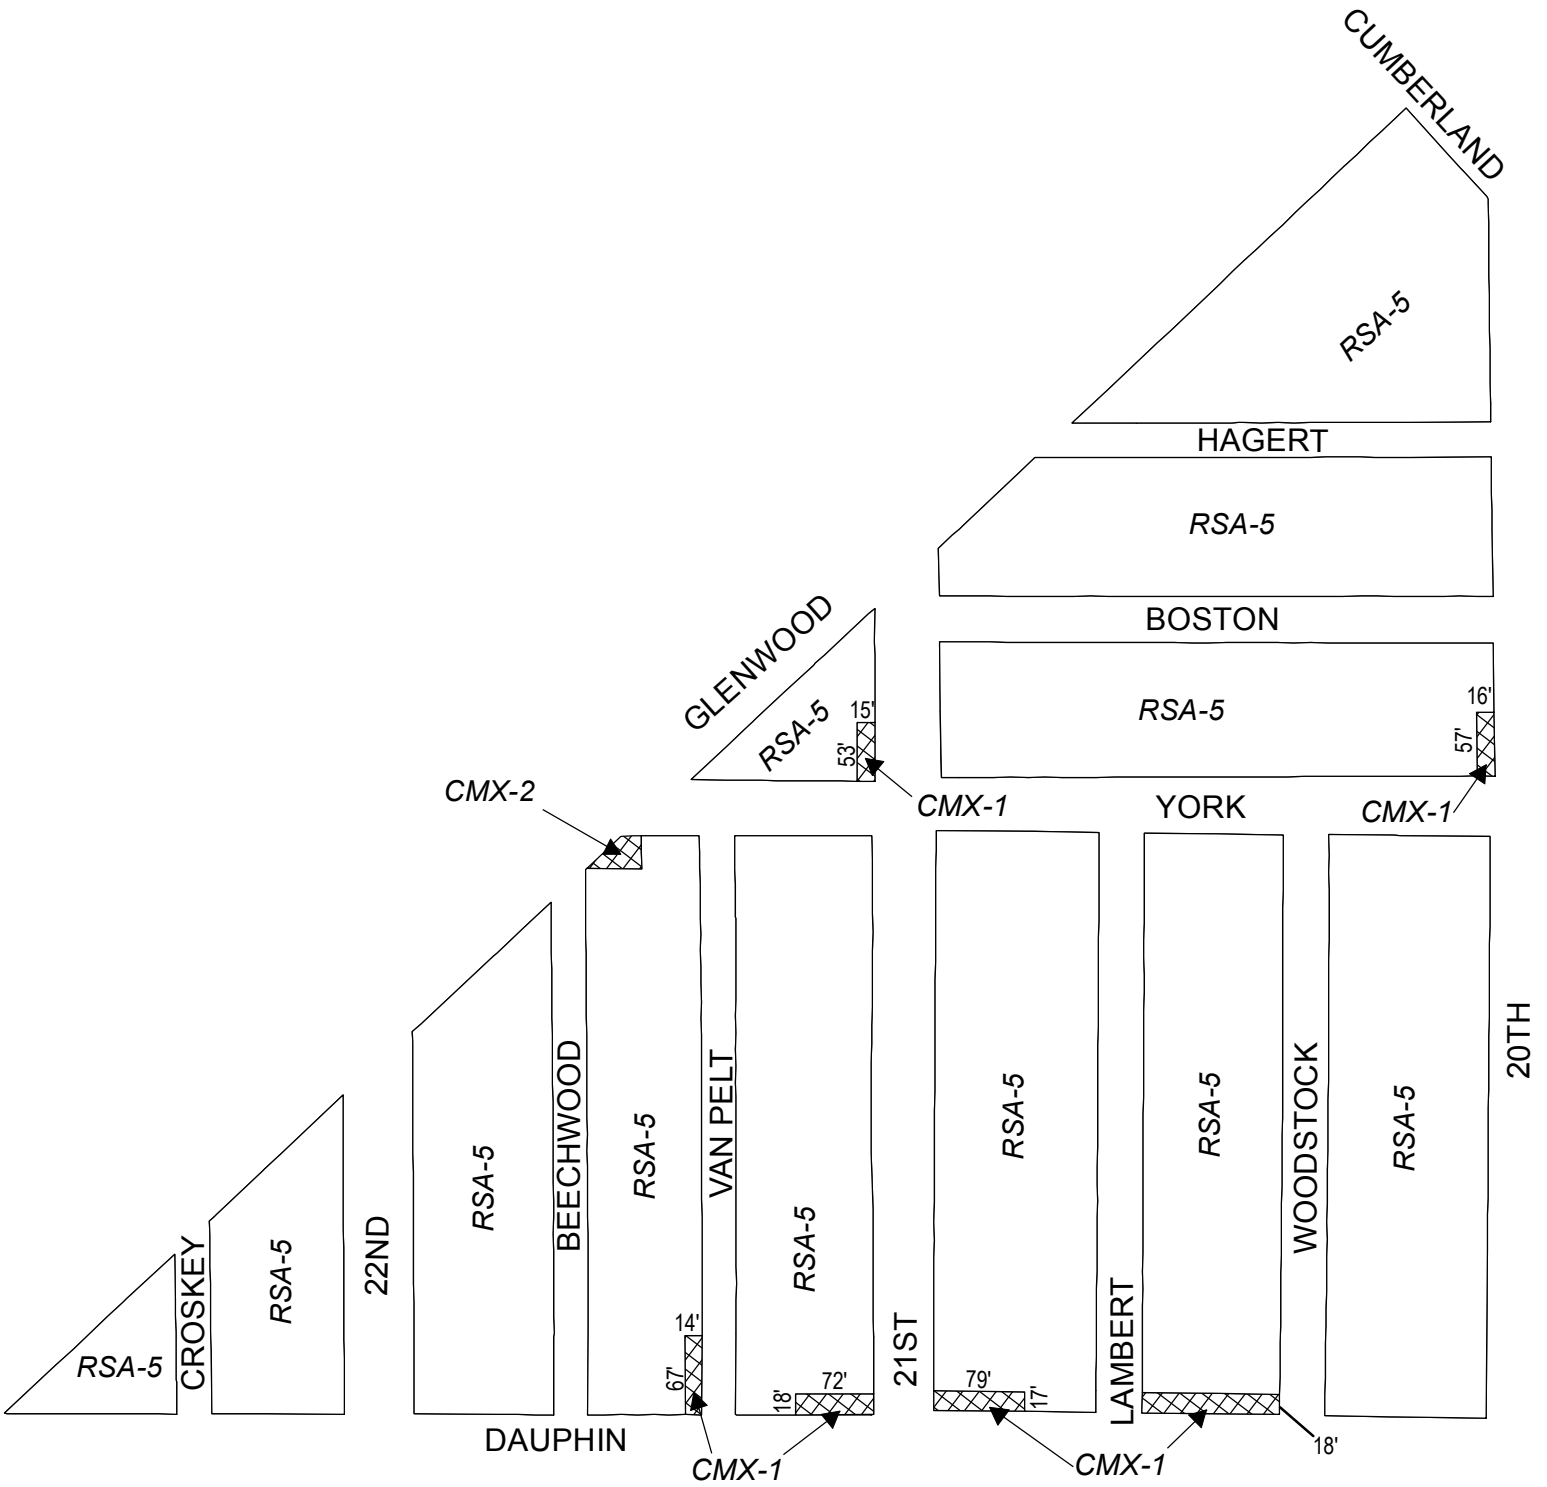 CUMBERLAND
RSA-5
HAGERT
RSA-5
BOSTON
GLENWOOD
RSA-5
15'
53'
RSA-5
16'
57'
CMX-2
CMX-1
YORK
CMX-1
20TH
BEECHWOOD
VAN PELT
WOODSTOCK
RSA-5
RSA-5
RSA-5
RSA-5
RSA-5
RSA-5
22ND
CROSKEY
RSA-5
RSA-5
21ST
LAMBERT
14'
67'
72'
18'
79'
17'
DAUPHIN
CMX-1
CMX-1
18'